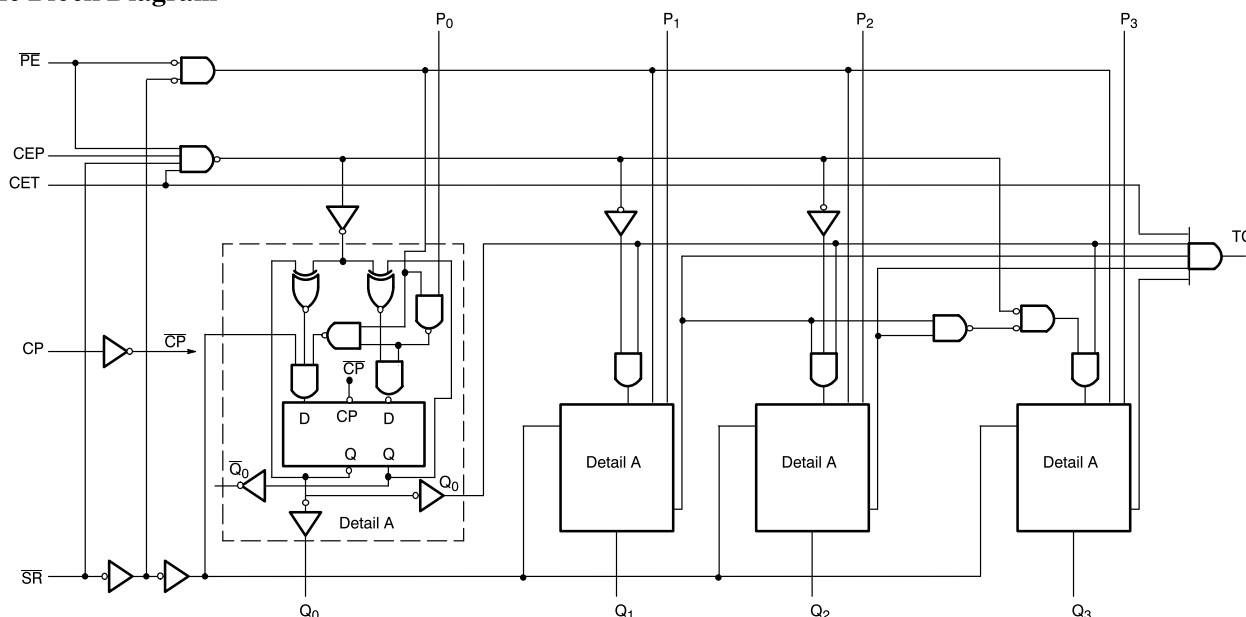 P0
P1
P2
P3
PE
CEP
CET
TC
CP
CP
CP
D
CP
D
Q
Q
Q0
Q0
Detail A
Detail A
Detail A
Detail A
SR
Q0
Q1
Q2
Q3